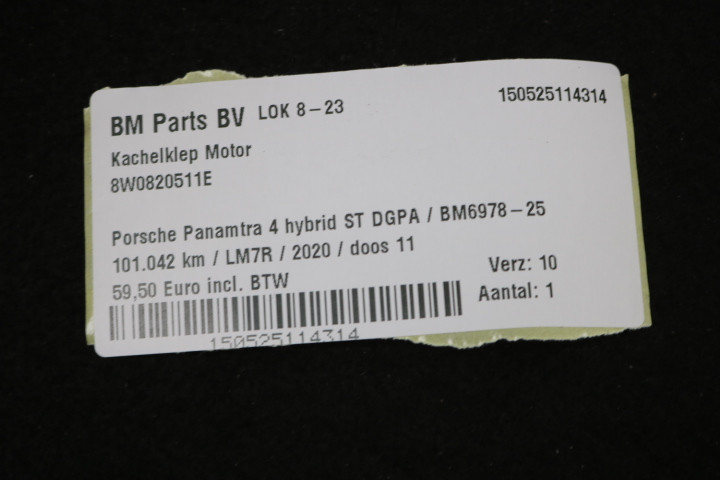 BM Parts BV LOK 8-23 150525114314
Kachelklep Motor
8W0820511E
Porsche Panamtra 4 hybrid ST DGPA / BM6978-25
101.042 km / LM7R / 2020 / doos 11
59,50 Euro incl. BTW Verz: 10
Aantal: 1
150525114314